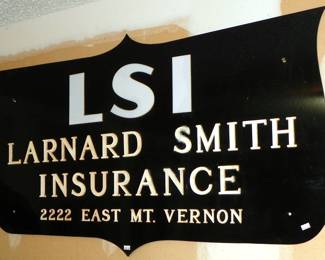 LSI
LARNARD SMITH
INSURANCE
2222 EAST MT. VERNON